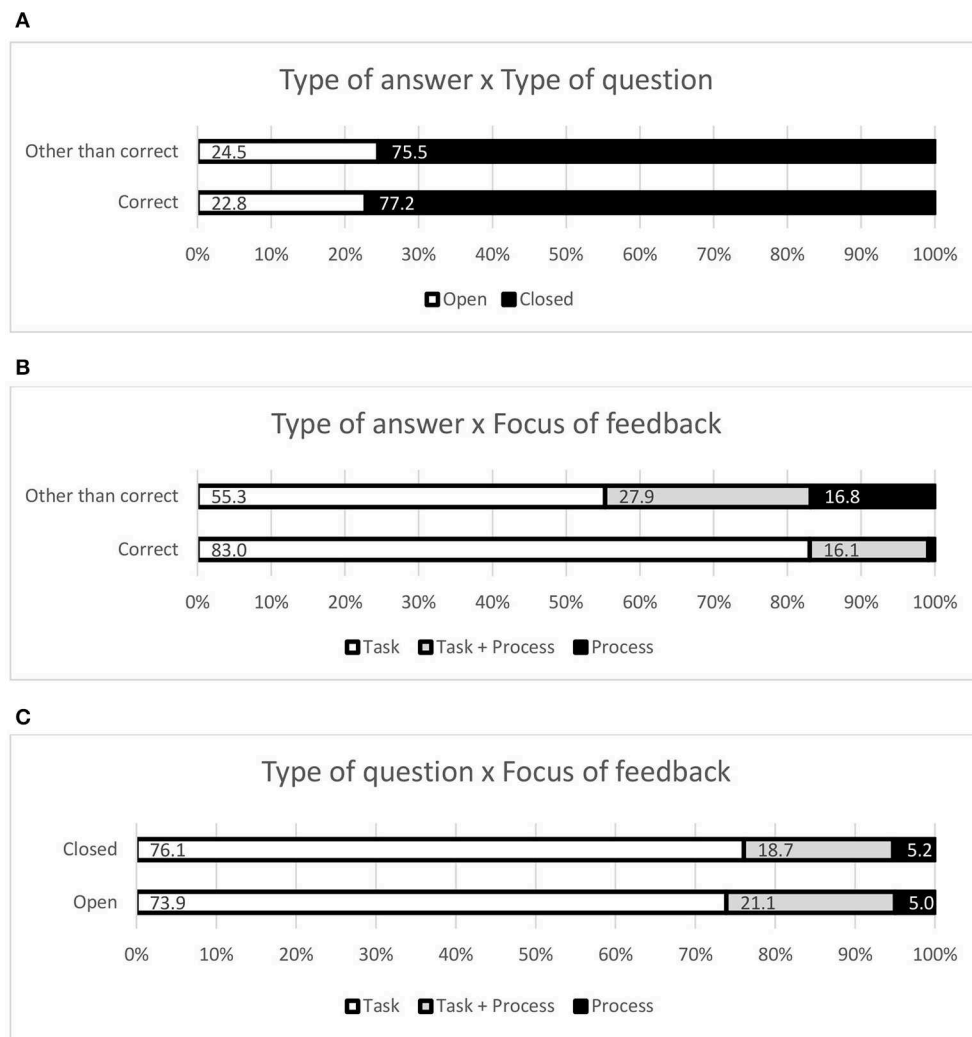 A
Type of answer x Type of question
Other than correct 24.5 75.5
Correct 22.8 77.2
0% 10% 20% 30% 40% 50% 60% 70% 80% 90% 100%
Open Closed
B
Type of answer x Focus of feedback
Other than correct 55.3 27.9 16.8
Correct 83.0 16.1
0% 10% 20% 30% 40% 50% 60% 70% 80% 90% 100%
Task Task + Process Process
C
Type of question x Focus of feedback
Closed 76.1 18.7 5.2
Open 73.9 21.1 5.0
0% 10% 20% 30% 40% 50% 60% 70% 80% 90% 100%
Task Task + Process Process